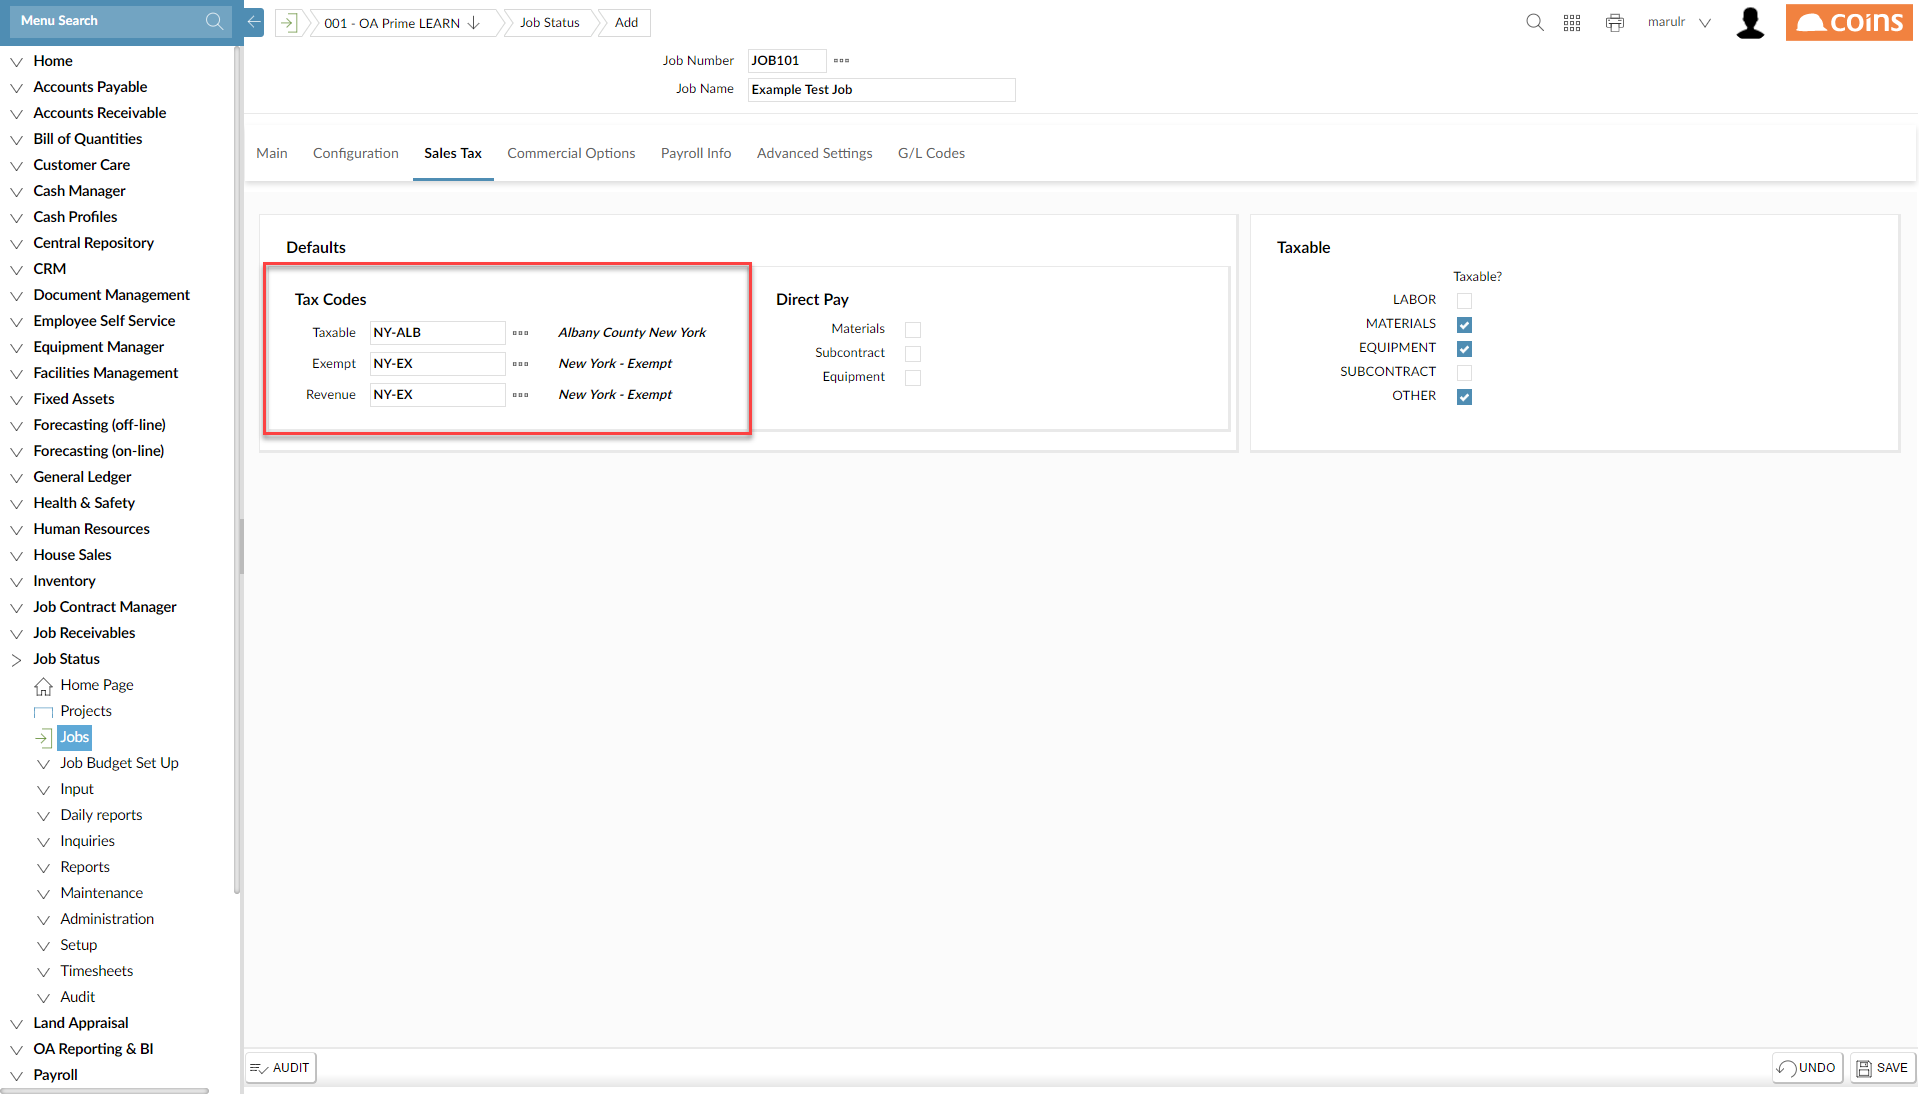 Menu Search
001 - OA Prime LEARN
Job Status
Add
marulr
coins
Home
Accounts Payable
Accounts Receivable
Bill of Quantities
Customer Care
Cash Manager
Cash Profiles
Central Repository
CRM
Document Management
Employee Self Service
Equipment Manager
Facilities Management
Fixed Assets
Forecasting (off-line)
Forecasting (on-line)
General Ledger
Health & Safety
Human Resources
House Sales
Inventory
Job Contract Manager
Job Receivables
Job Status
Home Page
Projects
Jobs
Job Budget Set Up
Input
Daily reports
Inquiries
Reports
Maintenance
Administration
Setup
Timesheets
Audit
Land Appraisal
OA Reporting & BI
Payroll
Job Number JOB101
Job Name Example Test Job
Main Configuration Sales Tax Commercial Options Payroll Info Advanced Settings G/L Codes
Defaults
Tax Codes
Taxable NY-ALB Albany County New York
Exempt NY-EX New York - Exempt
Revenue NY-EX New York - Exempt
Direct Pay
Materials
Subcontract
Equipment
Taxable
Taxable?
LABOR
MATERIALS
EQUIPMENT
SUBCONTRACT
OTHER
AUDIT
UNDO
SAVE